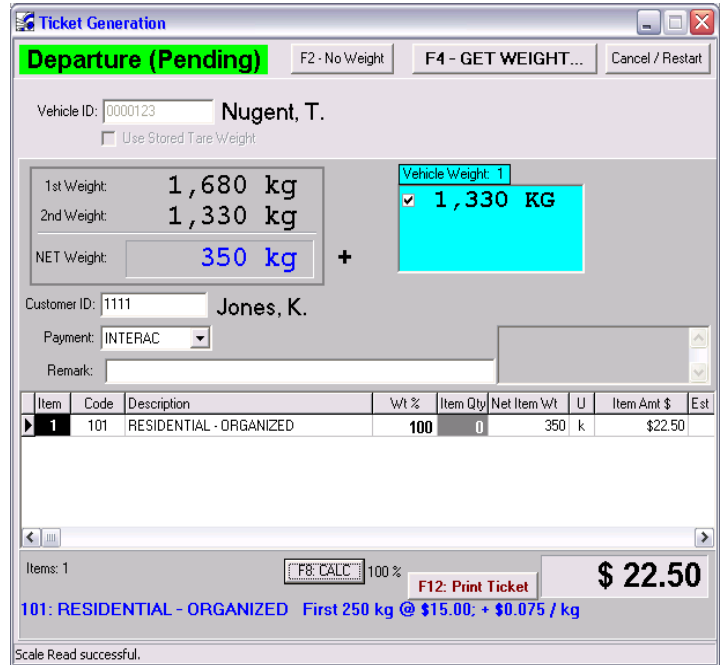 Ticket Generation
Departure (Pending) F2 - No Weight F4 - GET WEIGHT... Cancel / Restart
Vehicle ID: 0000123 Nugent, T.
Use Stored Tare Weight
Vehicle Weight: 1
1st Weight: 1,680 kg 1,330 KG
2nd Weight: 1,330 kg
NET Weight: 350 kg +
Customer ID: 1111 Jones, K.
Payment: INTERAC
Remark:
Item Code Description Wt % Item Qty Net Item Wt U Item Amt $ Est
1 101 RESIDENTIAL - ORGANIZED 100 0 350 k $22.50
Items: 1 F8: CALC 100 % F12: Print Ticket $ 22.50
101: RESIDENTIAL - ORGANIZED First 250 kg @ $15.00; + $0.075 / kg
Scale Read successful.